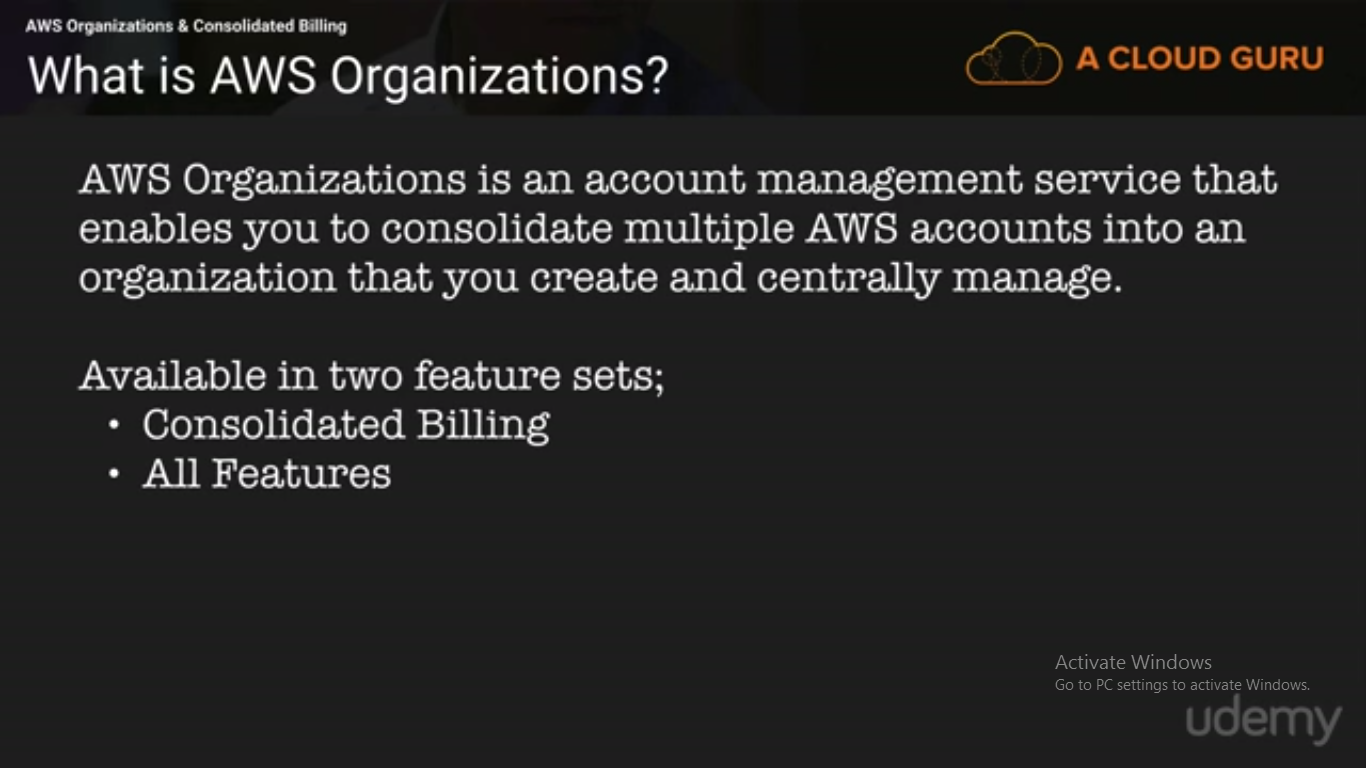 AWS Organizations & Consolidated Billing
What is AWS Organizations?
A CLOUD GURU
AWS Organizations is an account management service that
enables you to consolidate multiple AWS accounts into an
organization that you create and centrally manage.
Available in two feature sets;
• Consolidated Billing
• All Features
Activate Windows
Go to PC settings to activate Windows.
udemy